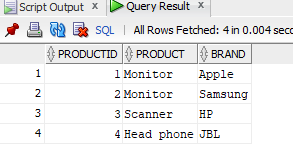 Script Output × Query Result ×
SQL | All Rows Fetched: 4 in 0.004 seco
PRODUCTID PRODUCT BRAND
1 1 Monitor Apple
2 2 Monitor Samsung
3 3 Scanner HP
4 4 Head phone JBL